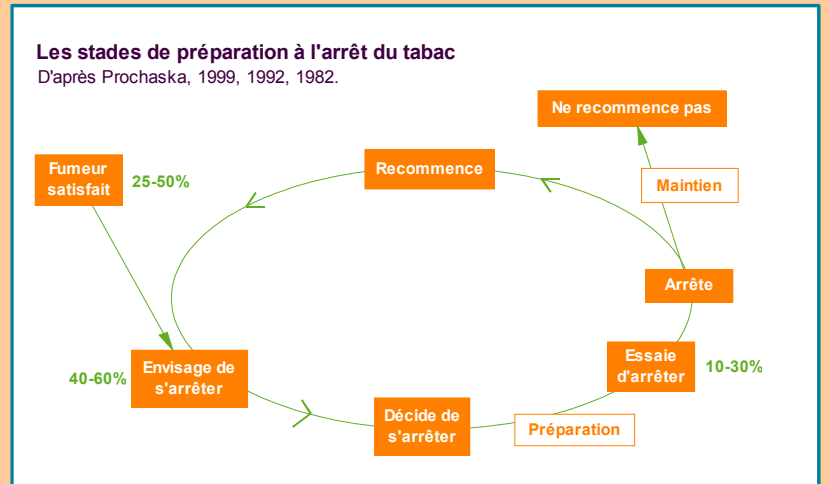 Les stades de préparation à l'arrêt du tabac
D'après Prochaska, 1999, 1992, 1982.
Ne recommence pas
Recommence
Fumeur
satisfait
25-50%
Maintien
Arrête
Envisage de
s'arrêter
40-60%
Essaie
d'arrêter
10-30%
Décide de
s'arrêter
Préparation